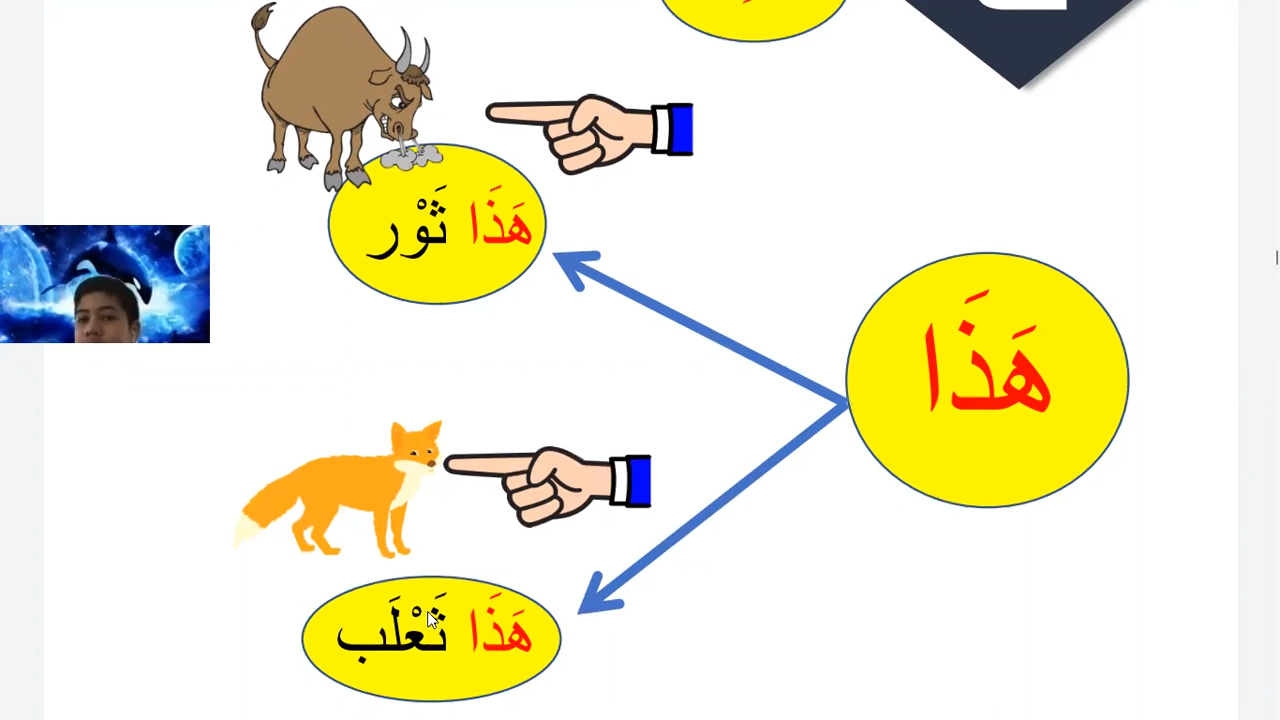 هَذَا ثَوْر
هَذَا
هَذَا ثَعْلَب